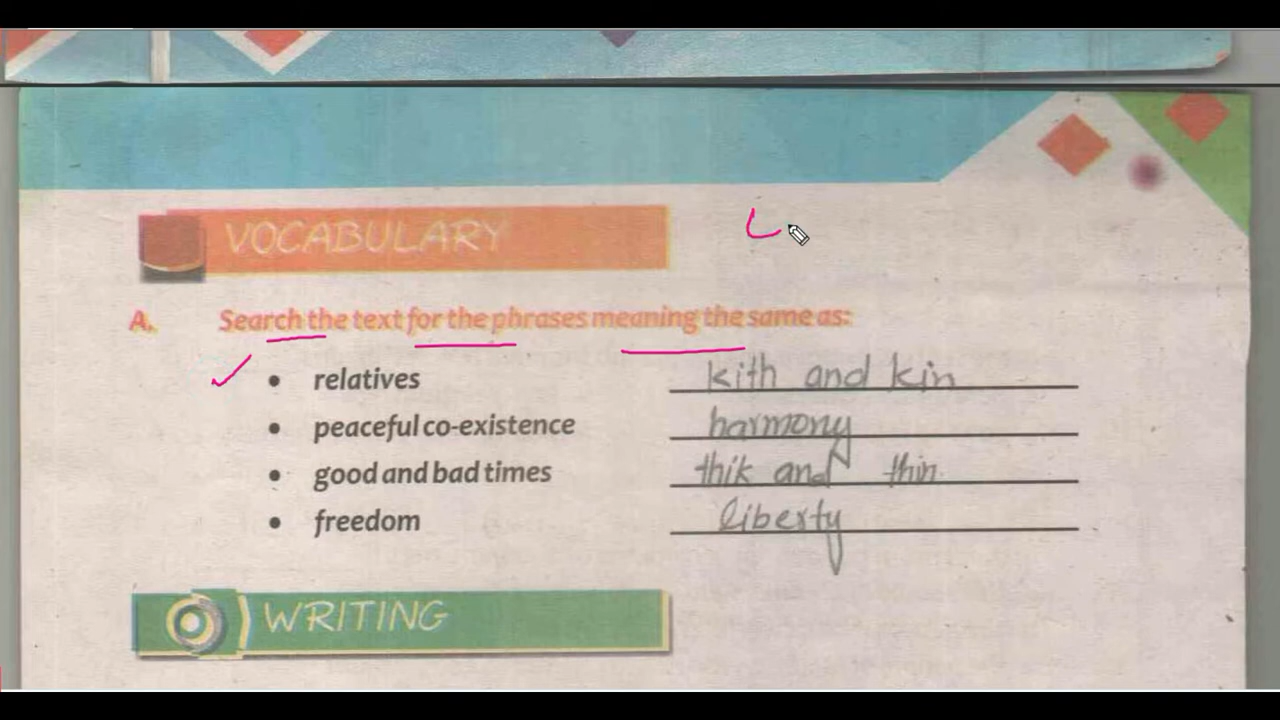 VOCABULARY
A. Search the text for the phrases meaning the same as:
• relatives kith and kin
• peaceful co-existence harmony
• good and bad times thik and thin
• freedom liberty
WRITING